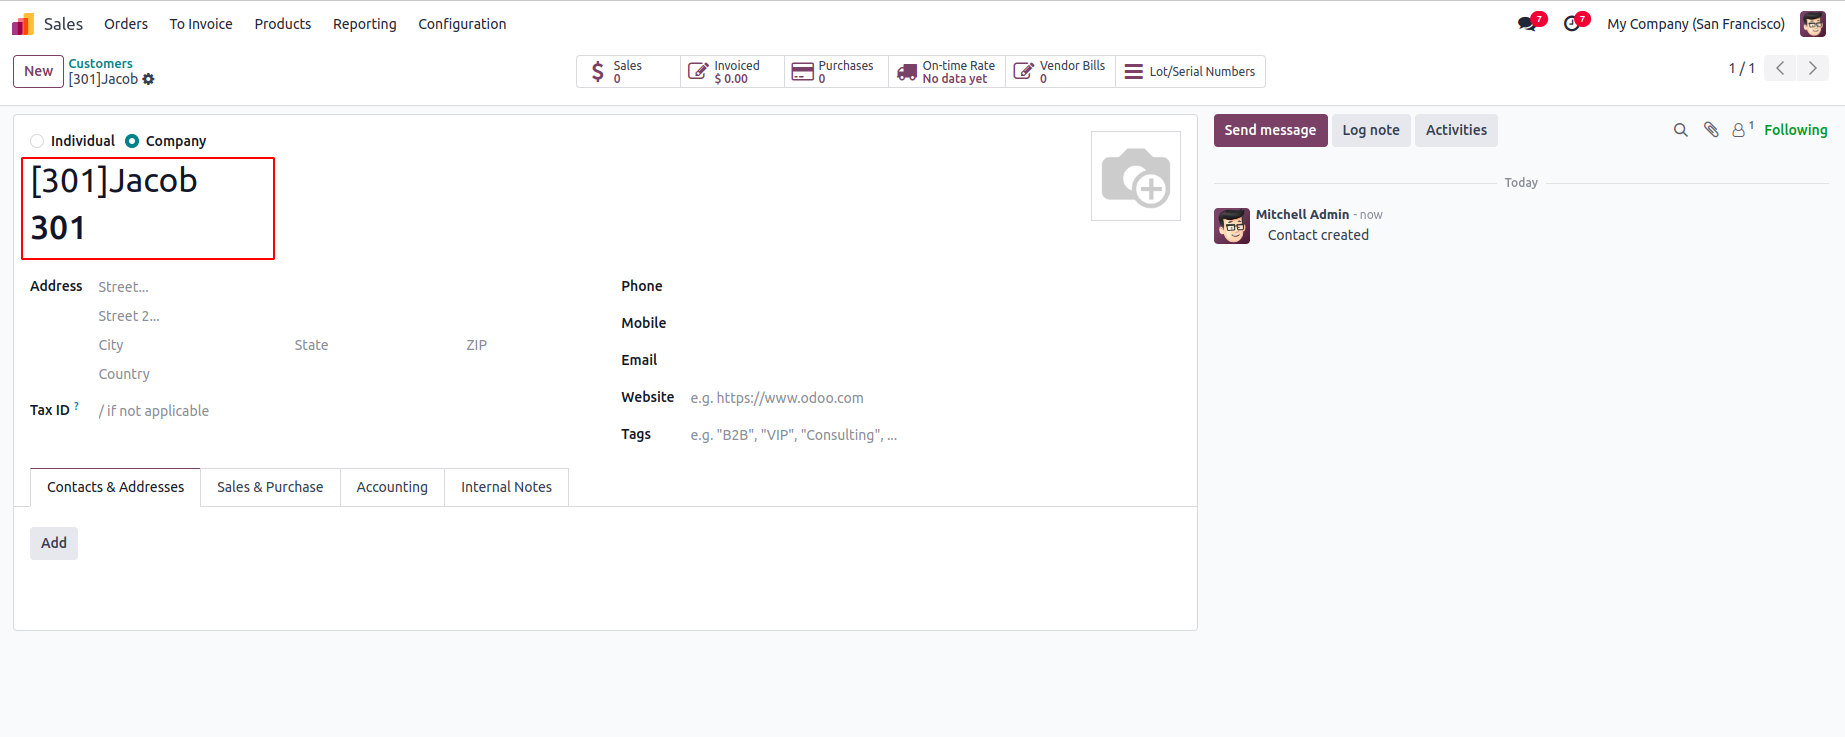 Sales Orders To Invoice Products Reporting Configuration 7 7 My Company (San Francisco)
New Customers
[301]Jacob
Sales 0 Invoiced $ 0.00 Purchases 0 On-time Rate No data yet Vendor Bills 0 Lot/Serial Numbers
1 / 1
Individual Company
[301]Jacob
301
Address Street...
Street 2...
City State ZIP
Country
Tax ID ? / if not applicable
Phone
Mobile
Email
Website e.g. https://www.odoo.com
Tags e.g. "B2B", "VIP", "Consulting", ...
Contacts & Addresses Sales & Purchase Accounting Internal Notes
Add
Send message Log note Activities 1 Following
Today
Mitchell Admin - now
Contact created